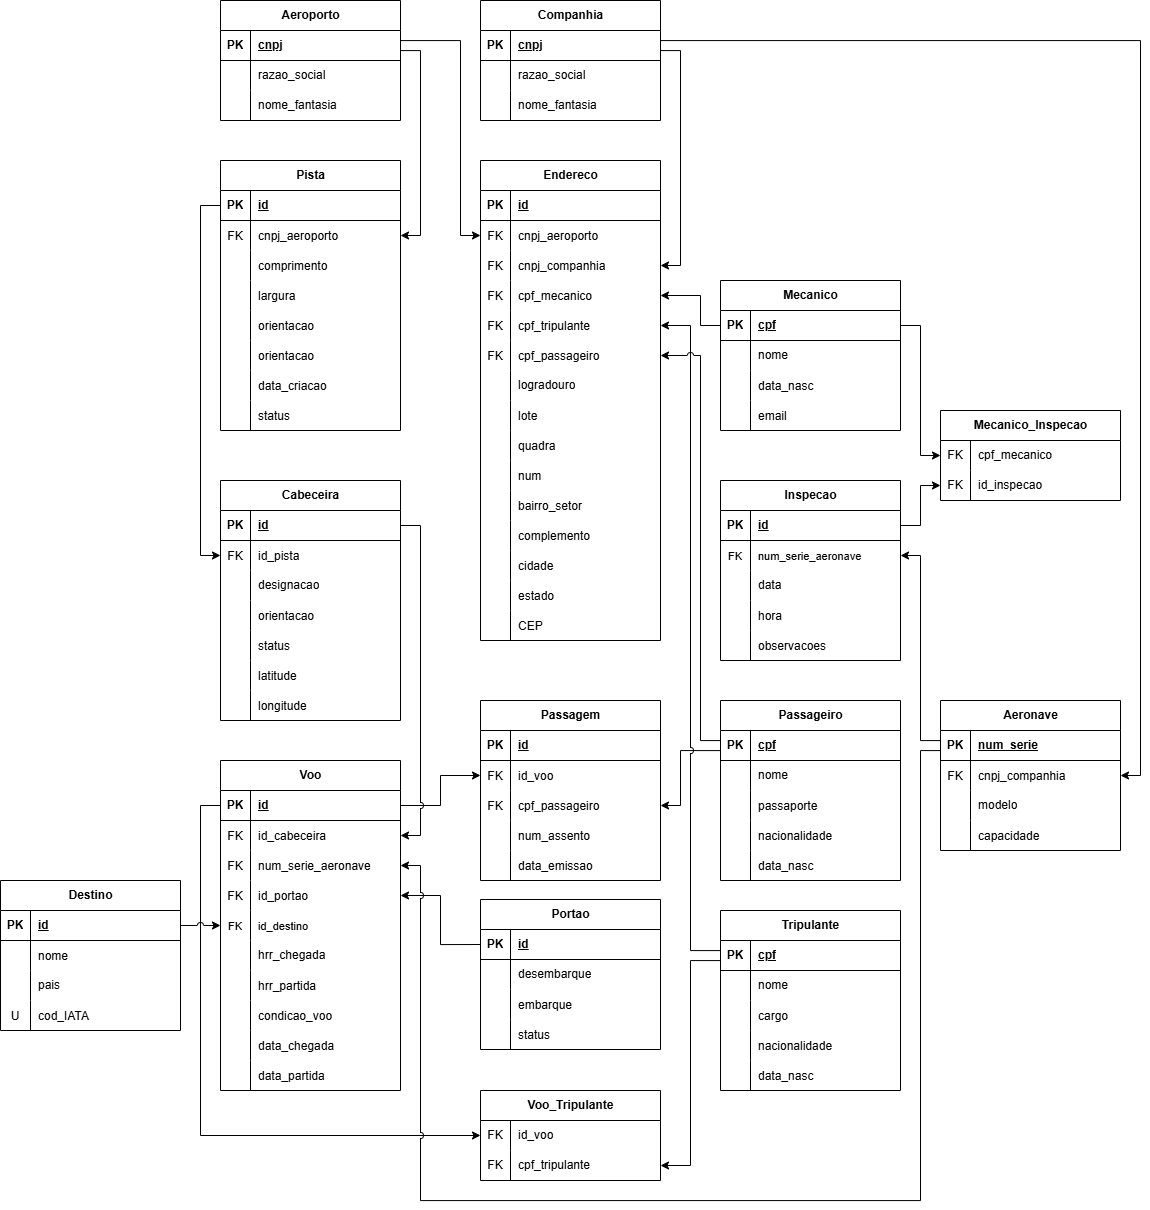 Aeroporto
PK cnpj
razao_social
nome_fantasia
Companhia
PK cnpj
razao_social
nome_fantasia
Pista
PK id
FK cnpj_aeroporto
comprimento
largura
orientacao
orientacao
data_criacao
status
Endereco
PK id
FK cnpj_aeroporto
FK cnpj_companhia
FK cpf_mecanico
FK cpf_tripulante
FK cpf_passageiro
logradouro
lote
quadra
num
bairro_setor
complemento
cidade
estado
CEP
Mecanico
PK cpf
nome
data_nasc
email
Mecanico_Inspecao
FK cpf_mecanico
FK id_inspecao
Cabeceira
PK id
FK id_pista
designacao
orientacao
status
latitude
longitude
Inspecao
PK id
FK num_serie_aeronave
data
hora
observacoes
Passagem
PK id
FK id_voo
FK cpf_passageiro
num_assento
data_emissao
Passageiro
PK cpf
nome
passaporte
nacionalidade
data_nasc
Aeronave
PK num_serie
FK cnpj_companhia
modelo
capacidade
Voo
PK id
FK id_cabeceira
FK num_serie_aeronave
FK id_portao
FK id_destino
hrr_chegada
hrr_partida
condicao_voo
data_chegada
data_partida
Destino
PK id
nome
pais
U cod_IATA
Portao
PK id
desembarque
embarque
status
Tripulante
PK cpf
nome
cargo
nacionalidade
data_nasc
Voo_Tripulante
FK id_voo
FK cpf_tripulante